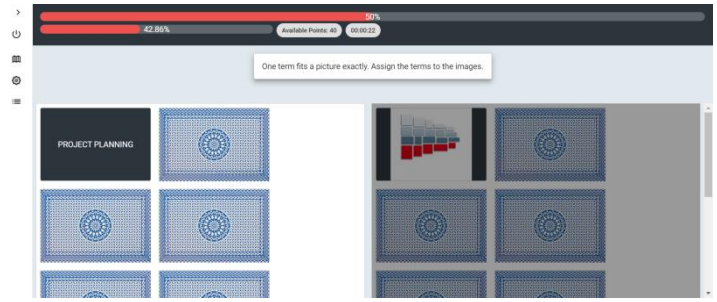 50%
42.86%
Available Points: 40
00:00:22
One term fits a picture exactly. Assign the terms to the images.
PROJECT PLANNING